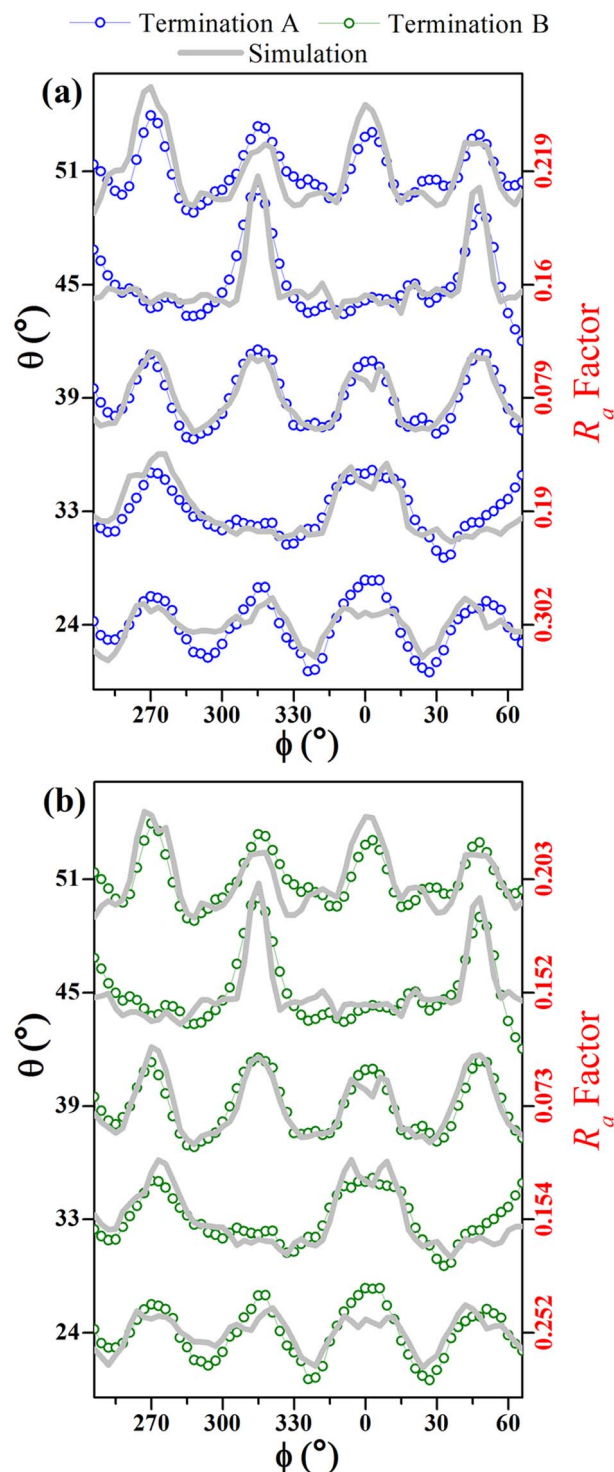 Termination A
Termination B
Simulation
(a)
51
45
39
33
24
θ (°)
0.219
0.16
0.079
0.19
0.302
R_a Factor
270
300
330
0
30
60
ϕ (°)
(b)
51
45
39
33
24
θ (°)
0.203
0.152
0.073
0.154
0.252
R_a Factor
270
300
330
0
30
60
ϕ (°)